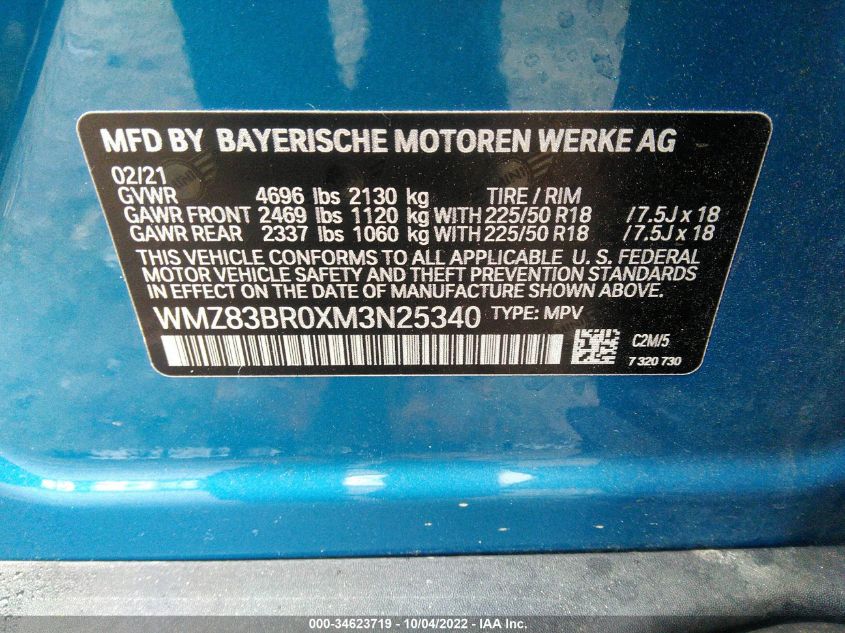 MFD BY BAYERISCHE MOTOREN WERKE AG
02/21
GVWR 4696 lbs 2130 kg TIRE / RIM
GAWR FRONT 2469 lbs 1120 kg WITH 225/50 R18 /7.5J x 18
GAWR REAR 2337 lbs 1060 kg WITH 225/50 R18 /7.5J x 18
THIS VEHICLE CONFORMS TO ALL APPLICABLE U. S. FEDERAL
MOTOR VEHICLE SAFETY AND THEFT PREVENTION STANDARDS
IN EFFECT ON THE DATE OF MANUFACTURE SHOWN ABOVE.
WMZ83BR0XM3N25340 TYPE: MPV
C2M/5
7 320 730
000-34623719 - 10/04/2022 - IAA Inc.